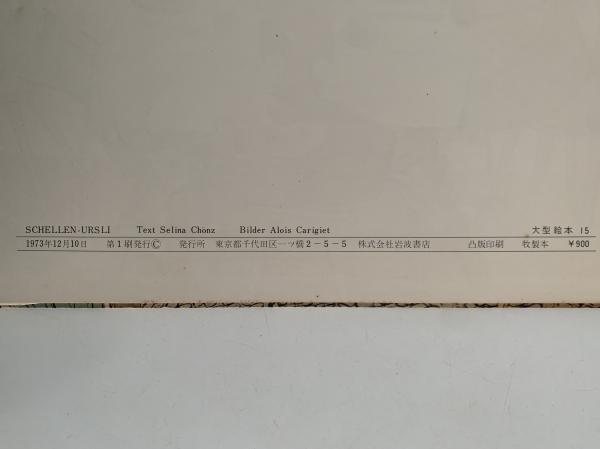 SCHELLEN-URSLI Text Selina Chönz Bilder Alois Carigiet 大型絵本 15
1973年12月10日 第1刷発行© 発行所 東京都千代田区一ツ橋2-5-5 株式会社岩波書店 凸版印刷 牧製本 ¥900